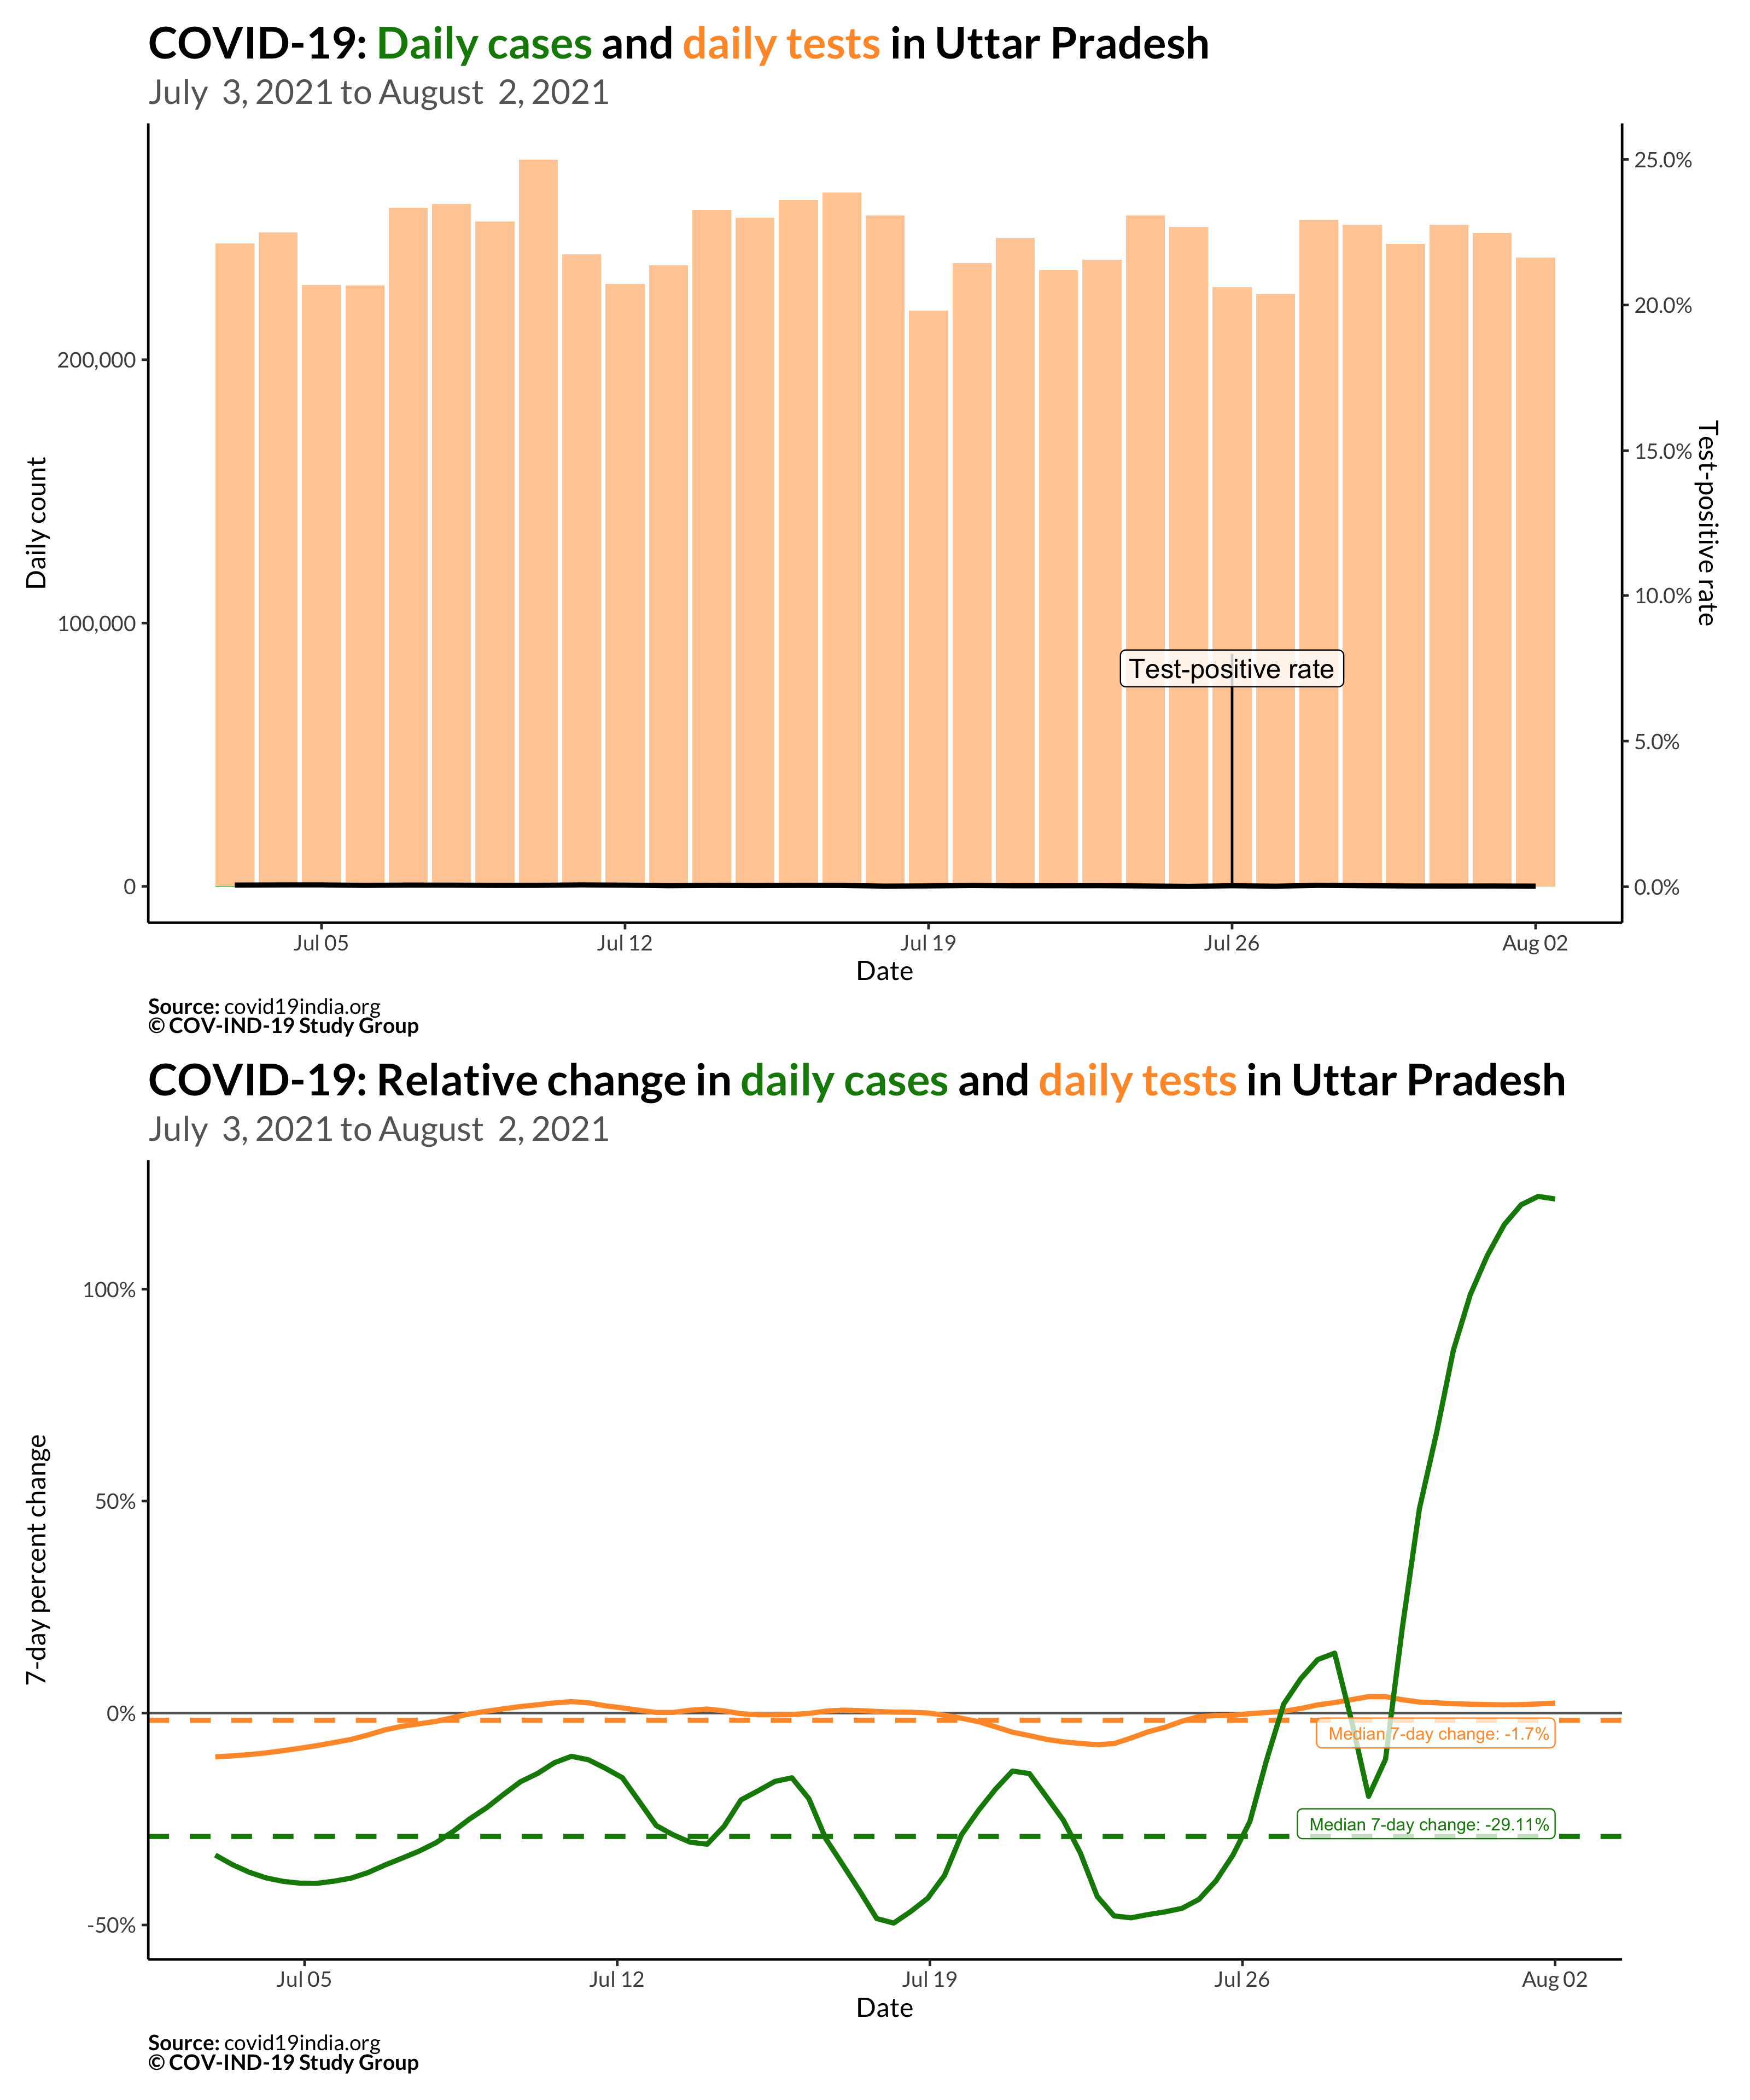 COVID-19: Daily cases and daily tests in Uttar Pradesh
July 3, 2021 to August 2, 2021
25.0%
20.0%
200,000
15.0%
Test-positive rate
Daily count
10.0%
100,000
Test-positive rate
5.0%
0
0.0%
Jul 05 Jul 12 Jul 19 Jul 26 Aug 02
Date
Source: covid19india.org
© COV-IND-19 Study Group
COVID-19: Relative change in daily cases and daily tests in Uttar Pradesh
July 3, 2021 to August 2, 2021
100%
50%
7-day percent change
0%
Median 7-day change: -1.7%
Median 7-day change: -29.11%
-50%
Jul 05 Jul 12 Jul 19 Jul 26 Aug 02
Date
Source: covid19india.org
© COV-IND-19 Study Group